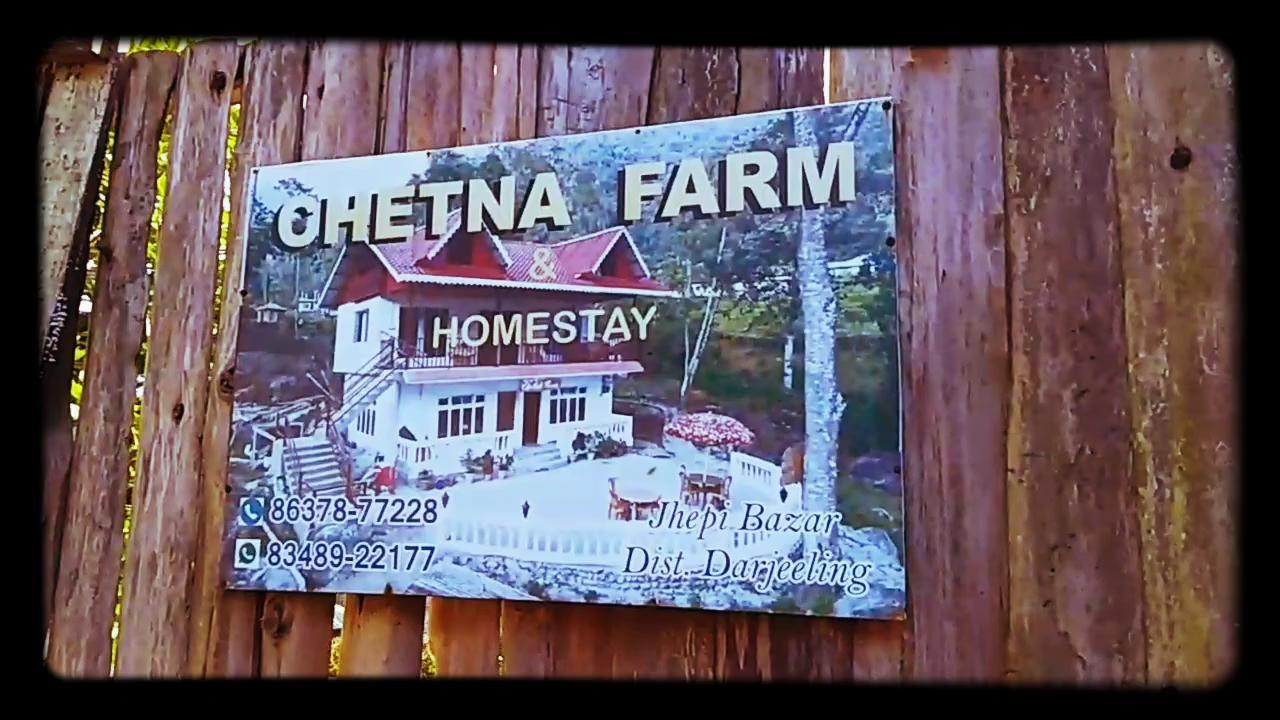 CHETNA FARM
&
HOMESTAY
86378-77228
83489-22177
Jhepi Bazar
Dist. Darjeeling